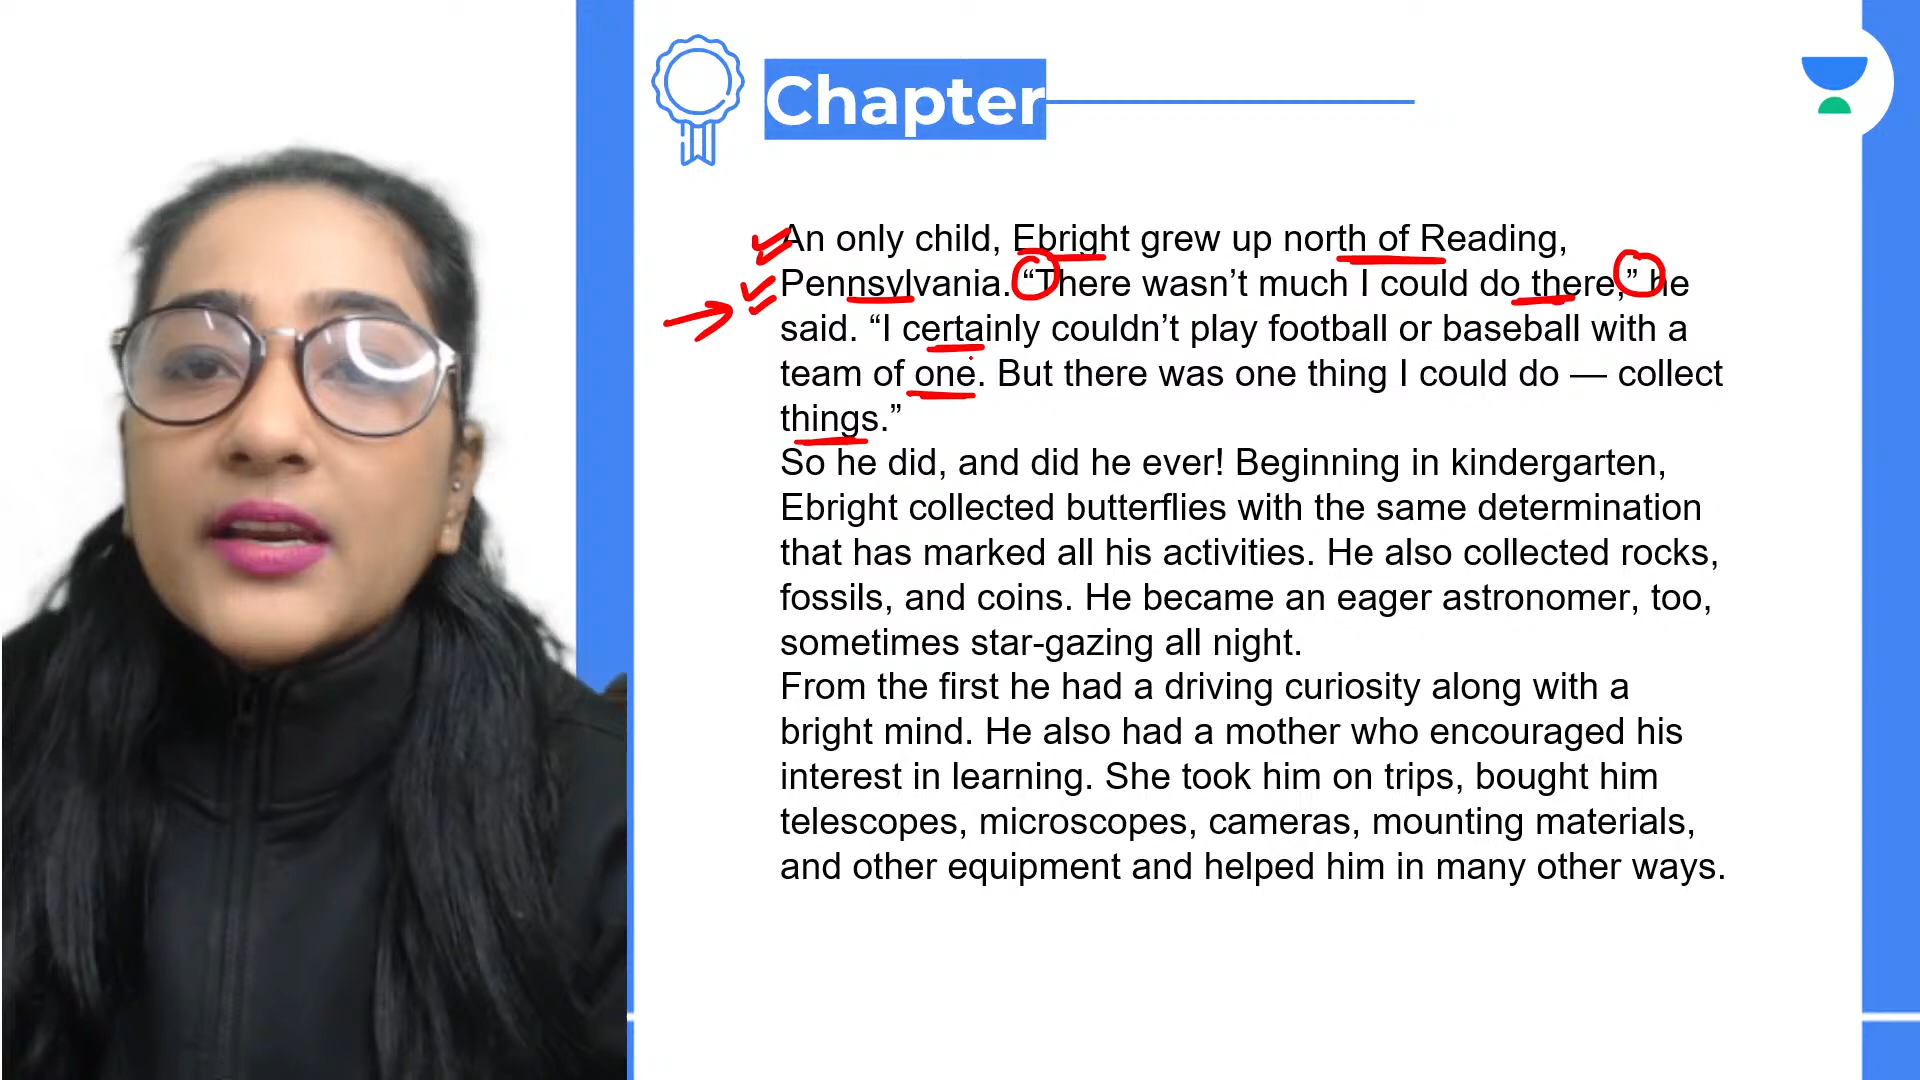 Chapter
An only child, Ebright grew up north of Reading,
Pennsylvania. “There wasn’t much I could do there,” he
said. “I certainly couldn’t play football or baseball with a
team of one. But there was one thing I could do — collect
things.”
So he did, and did he ever! Beginning in kindergarten,
Ebright collected butterflies with the same determination
that has marked all his activities. He also collected rocks,
fossils, and coins. He became an eager astronomer, too,
sometimes star-gazing all night.
From the first he had a driving curiosity along with a
bright mind. He also had a mother who encouraged his
interest in learning. She took him on trips, bought him
telescopes, microscopes, cameras, mounting materials,
and other equipment and helped him in many other ways.